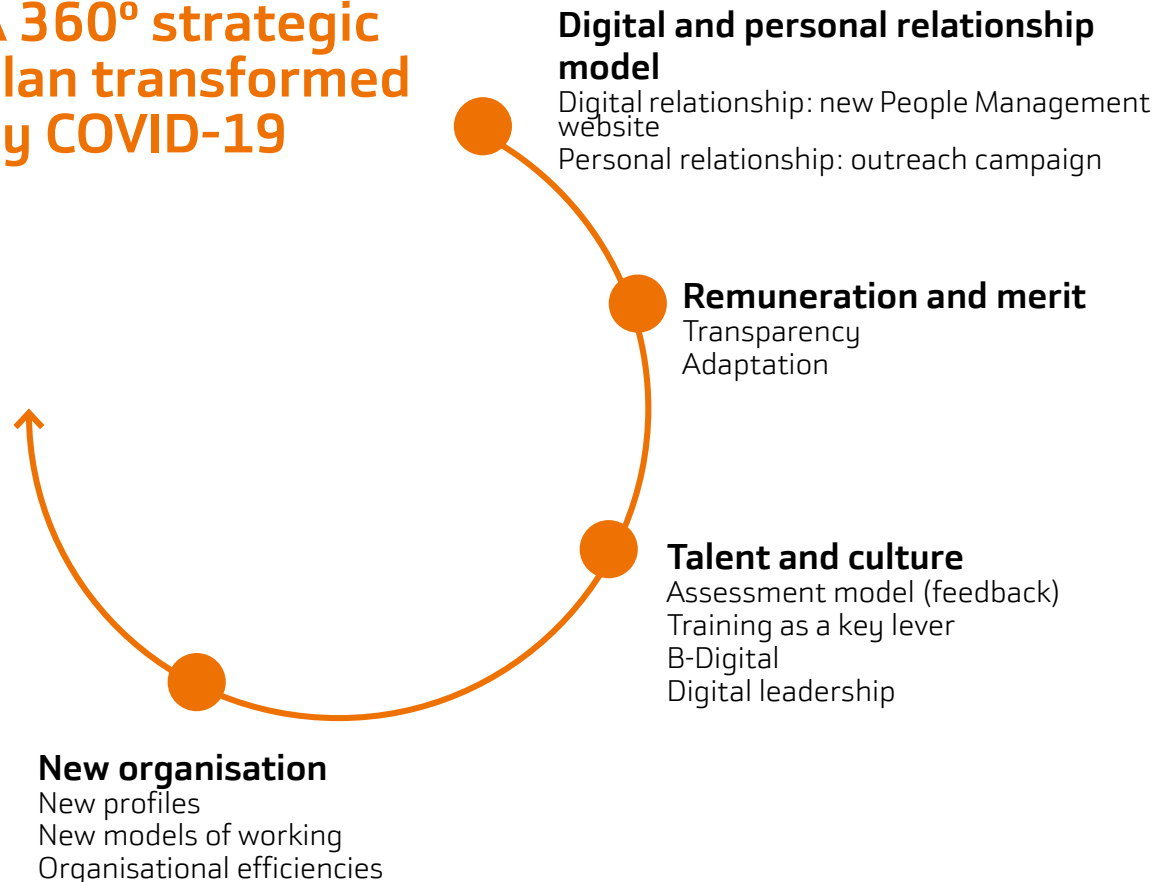 360º strategic
lan transformed
y COVID-19
Digital and personal relationship
model
Digital relationship: new People Management
website
Personal relationship: outreach campaign
Remuneration and merit
Transparency
Adaptation
Talent and culture
Assessment model (feedback)
Training as a key lever
B-Digital
Digital leadership
New organisation
New profiles
New models of working
Organisational efficiencies